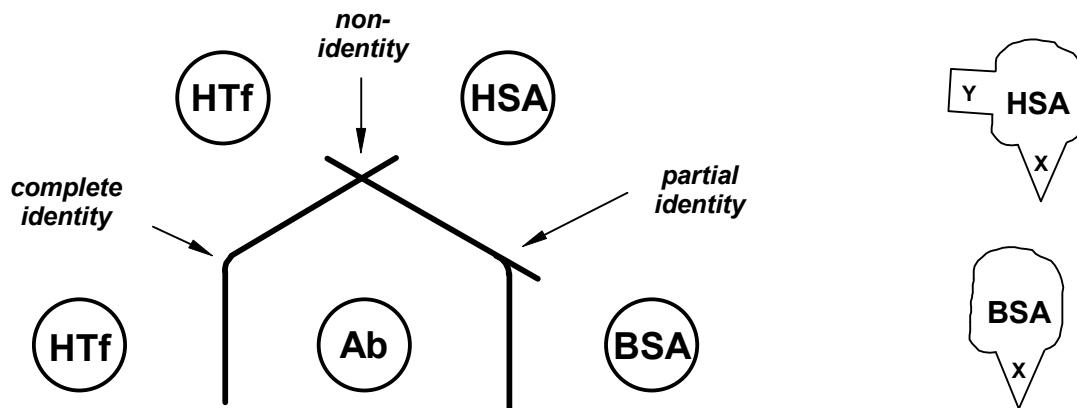 non-
identity
HTf
HSA
complete
identity
partial
identity
HTf
Ab
BSA
Y
HSA
X
BSA
X